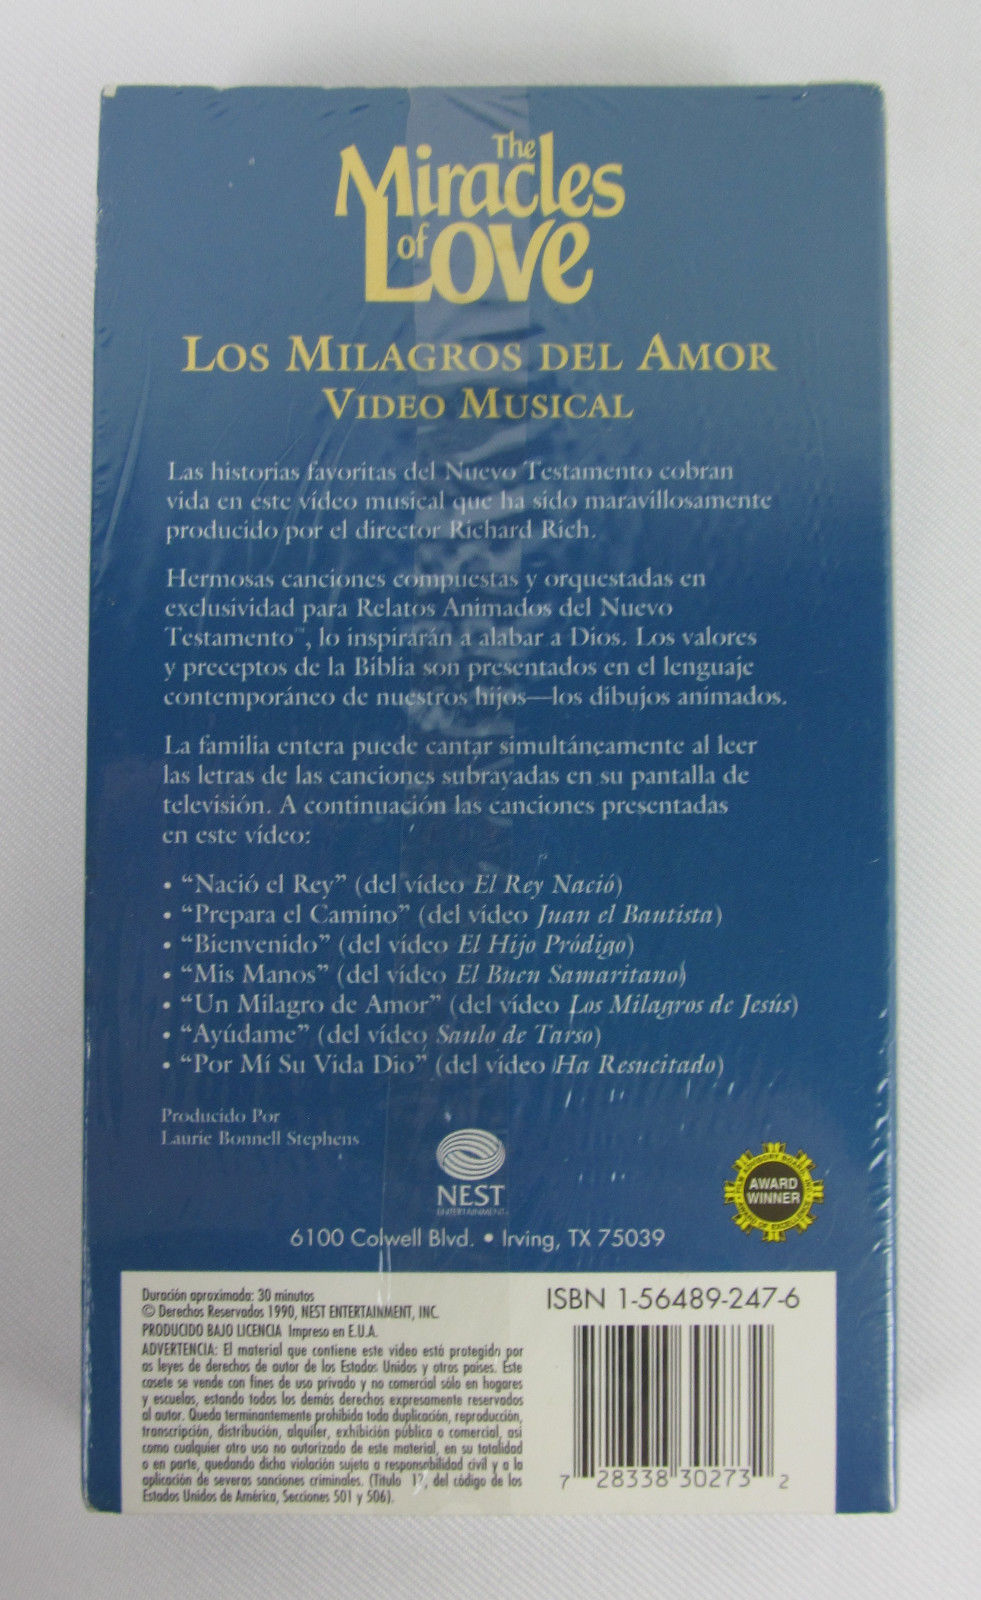 The
Miracles
of Love
LOS MILAGROS DEL AMOR
VIDEO MUSICAL
Las historias favoritas del Nuevo Testamento cobran
vida en este vídeo musical que ha sido maravillosamente
producido por el director Richard Rich.
Hermosas canciones compuestas y orquestadas en
exclusividad para Relatos Animados del Nuevo
Testamento™, lo inspirarán a alabar a Dios. Los valores
y preceptos de la Biblia son presentados en el lenguaje
contemporáneo de nuestros hijos—los dibujos animados.
La familia entera puede cantar simultáneamente al leer
las letras de las canciones subrayadas en su pantalla de
televisión. A continuación las canciones presentadas
en este vídeo:
• “Nació el Rey” (del vídeo El Rey Nació)
• “Prepara el Camino” (del vídeo Juan el Bautista)
• “Bienvenido” (del vídeo El Hijo Pródigo)
• “Mis Manos” (del vídeo El Buen Samaritano)
• “Un Milagro de Amor” (del vídeo Los Milagros de Jesús)
• “Ayúdame” (del vídeo Saulo de Tarso)
• “Por Mí Su Vida Dio” (del vídeo Ha Resucitado)
Producido Por
Laurie Bonnell Stephens
NEST
ENTERTAINMENT
FILM ADVISORY BOARD, INC.
AWARD
WINNER
AWARD OF EXCELLENCE
6100 Colwell Blvd. • Irving, TX 75039
Duración aproximada: 30 minutos
© Derechos Reservados 1990, NEST ENTERTAINMENT, INC.
PRODUCIDO BAJO LICENCIA Impreso en E.U.A.
ADVERTENCIA: El material que contiene este video está protegido por
as leyes de derechos de autor de los Estados Unidos y otros países. Este
casete se vende con fines de uso privado y no comercial sólo en hogares
y escuelas, estando todos los demás derechos expresamente reservados
al autor. Queda terminantemente prohibida toda duplicación, reproducción,
transcripción, distribución, alquiler, exhibición pública o comercial, así
como cualquier otro uso no autorizado de este material, en su totalidad
o en parte, quedando dicha violación sujeta a responsabilidad civil y a la
aplicación de severas sanciones criminales. (Título 17, del código de los
Estados Unidos de América, Secciones 501 y 506).
ISBN 1-56489-247-6
7 28338 30273 2